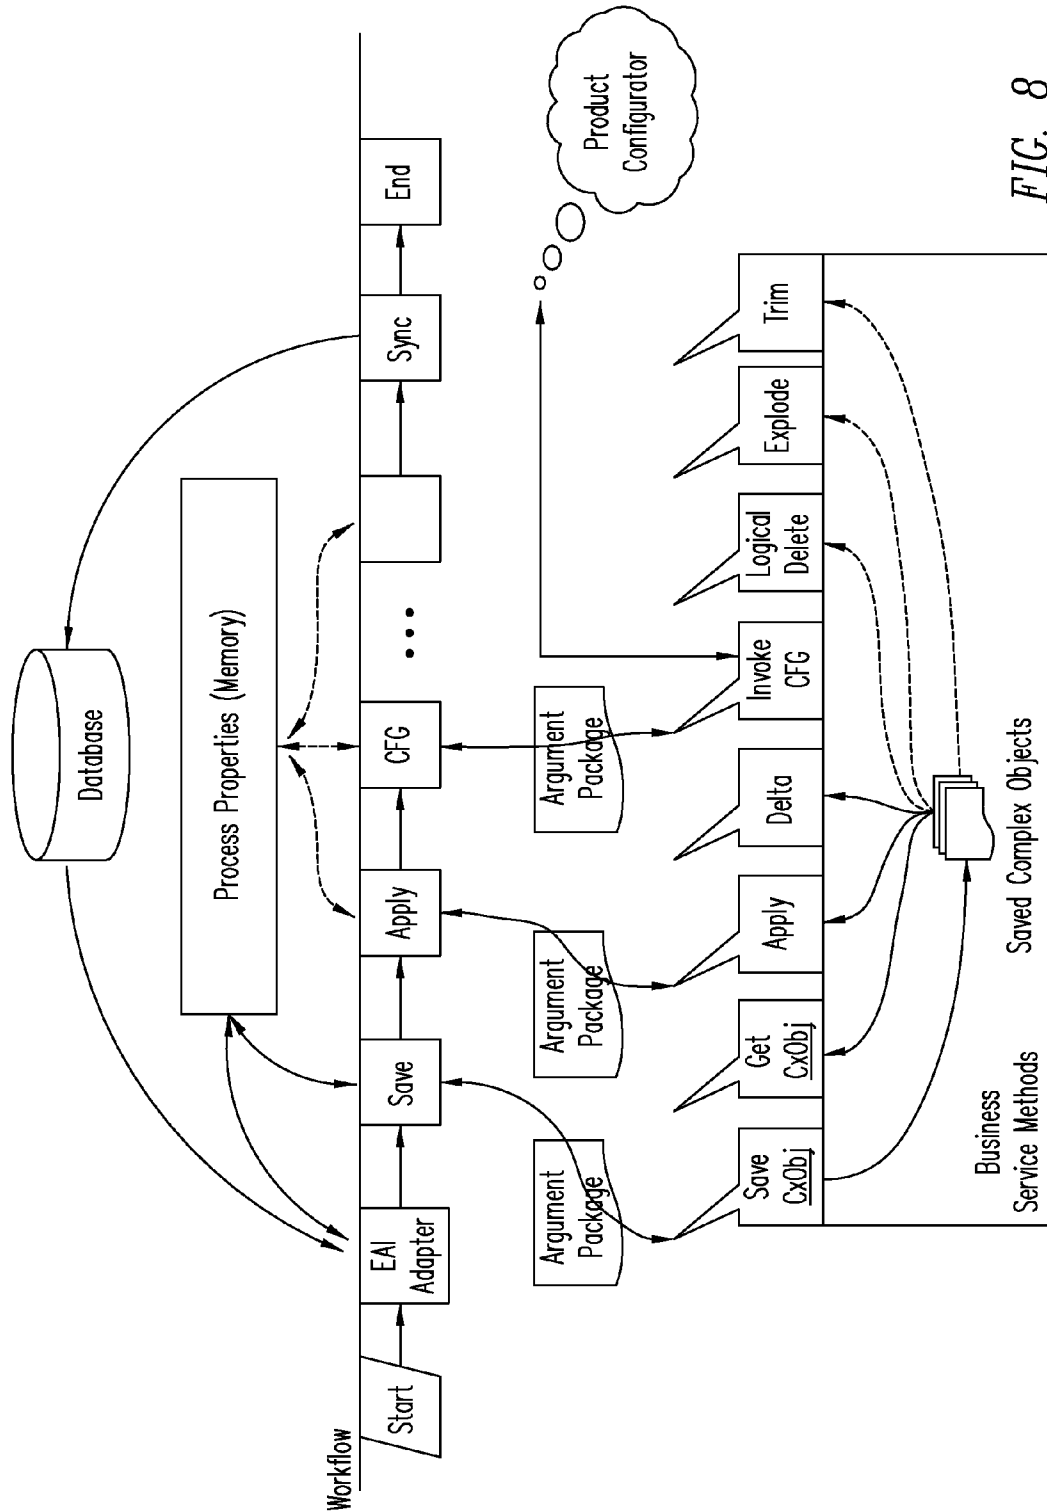 Database
Process Properties (Memory)
Workflow
Start
EAI
Adapter
Save
Apply
CFG
Sync
End
Argument
Package
Argument
Package
Argument
Package
Product
Configurator
Save
CxObj
Get
CxObj
Apply
Delta
Invoke
CFG
Logical
Delete
Explode
Trim
Business
Service Methods
Saved Complex Objects
FIG. 8